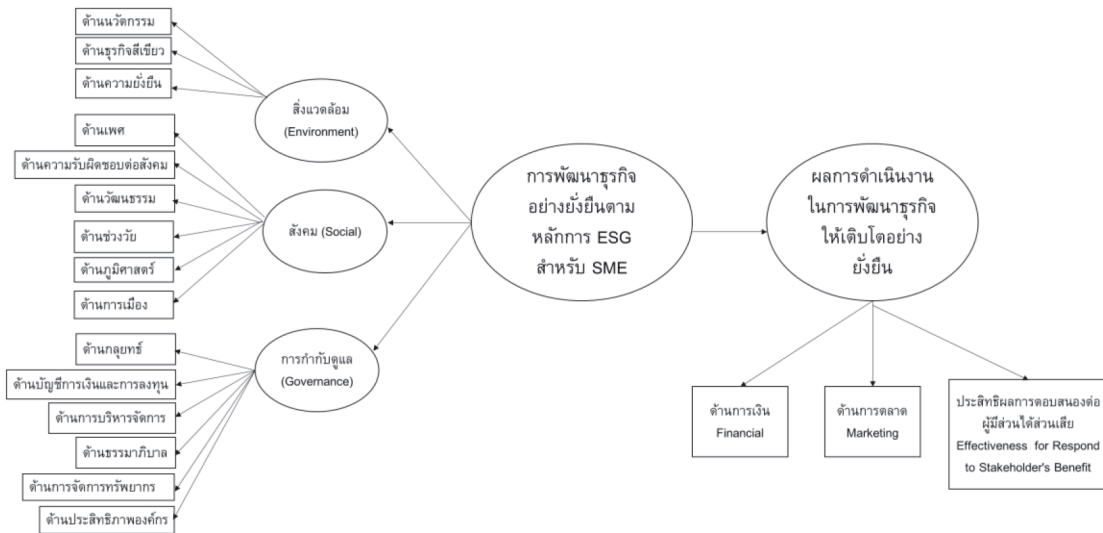 ด้านนวัตกรรม
ด้านธุรกิจสีเขียว
ด้านความยั่งยืน
ด้านเพศ
ด้านความรับผิดชอบต่อสังคม
ด้านวัฒนธรรม
ด้านช่วงวัย
ด้านภูมิศาสตร์
ด้านการเมือง
ด้านกลุยทธ์
ด้านบัญชีการเงินและการลงทุน
ด้านการบริหารจัดการ
ด้านธรรมาภิบาล
ด้านการจัดการทรัพยากร
ด้านประสิทธิภาพองค์กร
สิ่งแวดล้อม
(Environment)
สังคม (Social)
การกำกับดูแล
(Governance)
การพัฒนาธุรกิจ
อย่างยั่งยืนตาม
หลักการ ESG
สำหรับ SME
ผลการดำเนินงาน
ในการพัฒนาธุรกิจ
ให้เติบโตอย่าง
ยั่งยืน
ด้านการเงิน
Financial
ด้านการตลาด
Marketing
ประสิทธิผลการตอบสนองต่อ
ผู้มีส่วนได้ส่วนเสีย
Effectiveness for Respond
to Stakeholder's Benefit